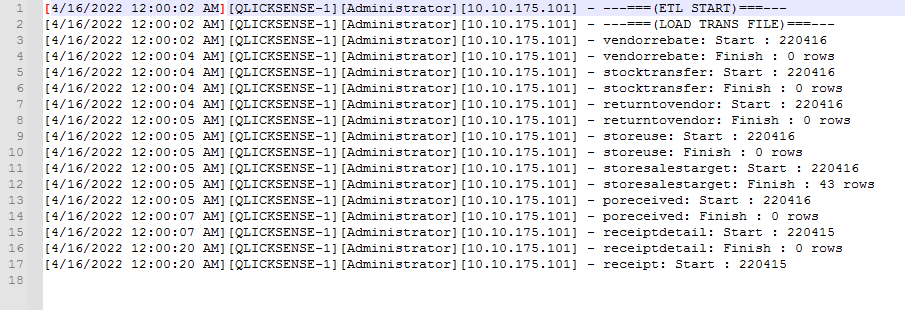 1 [4/16/2022 12:00:02 AM][QLICKSENSE-1][Administrator][10.10.175.101] - ---===(ETL START)===---
2 [4/16/2022 12:00:02 AM][QLICKSENSE-1][Administrator][10.10.175.101] - ---===(LOAD TRANS FILE)===---
3 [4/16/2022 12:00:02 AM][QLICKSENSE-1][Administrator][10.10.175.101] - vendorrebate: Start : 220416
4 [4/16/2022 12:00:04 AM][QLICKSENSE-1][Administrator][10.10.175.101] - vendorrebate: Finish : 0 rows
5 [4/16/2022 12:00:04 AM][QLICKSENSE-1][Administrator][10.10.175.101] - stocktransfer: Start : 220416
6 [4/16/2022 12:00:04 AM][QLICKSENSE-1][Administrator][10.10.175.101] - stocktransfer: Finish : 0 rows
7 [4/16/2022 12:00:04 AM][QLICKSENSE-1][Administrator][10.10.175.101] - returntovendor: Start : 220416
8 [4/16/2022 12:00:05 AM][QLICKSENSE-1][Administrator][10.10.175.101] - returntovendor: Finish : 0 rows
9 [4/16/2022 12:00:05 AM][QLICKSENSE-1][Administrator][10.10.175.101] - storeuse: Start : 220416
10 [4/16/2022 12:00:05 AM][QLICKSENSE-1][Administrator][10.10.175.101] - storeuse: Finish : 0 rows
11 [4/16/2022 12:00:05 AM][QLICKSENSE-1][Administrator][10.10.175.101] - storesalestarget: Start : 220416
12 [4/16/2022 12:00:05 AM][QLICKSENSE-1][Administrator][10.10.175.101] - storesalestarget: Finish : 43 rows
13 [4/16/2022 12:00:05 AM][QLICKSENSE-1][Administrator][10.10.175.101] - poreceived: Start : 220416
14 [4/16/2022 12:00:07 AM][QLICKSENSE-1][Administrator][10.10.175.101] - poreceived: Finish : 0 rows
15 [4/16/2022 12:00:07 AM][QLICKSENSE-1][Administrator][10.10.175.101] - receiptdetail: Start : 220415
16 [4/16/2022 12:00:20 AM][QLICKSENSE-1][Administrator][10.10.175.101] - receiptdetail: Finish : 0 rows
17 [4/16/2022 12:00:20 AM][QLICKSENSE-1][Administrator][10.10.175.101] - receipt: Start : 220415
18